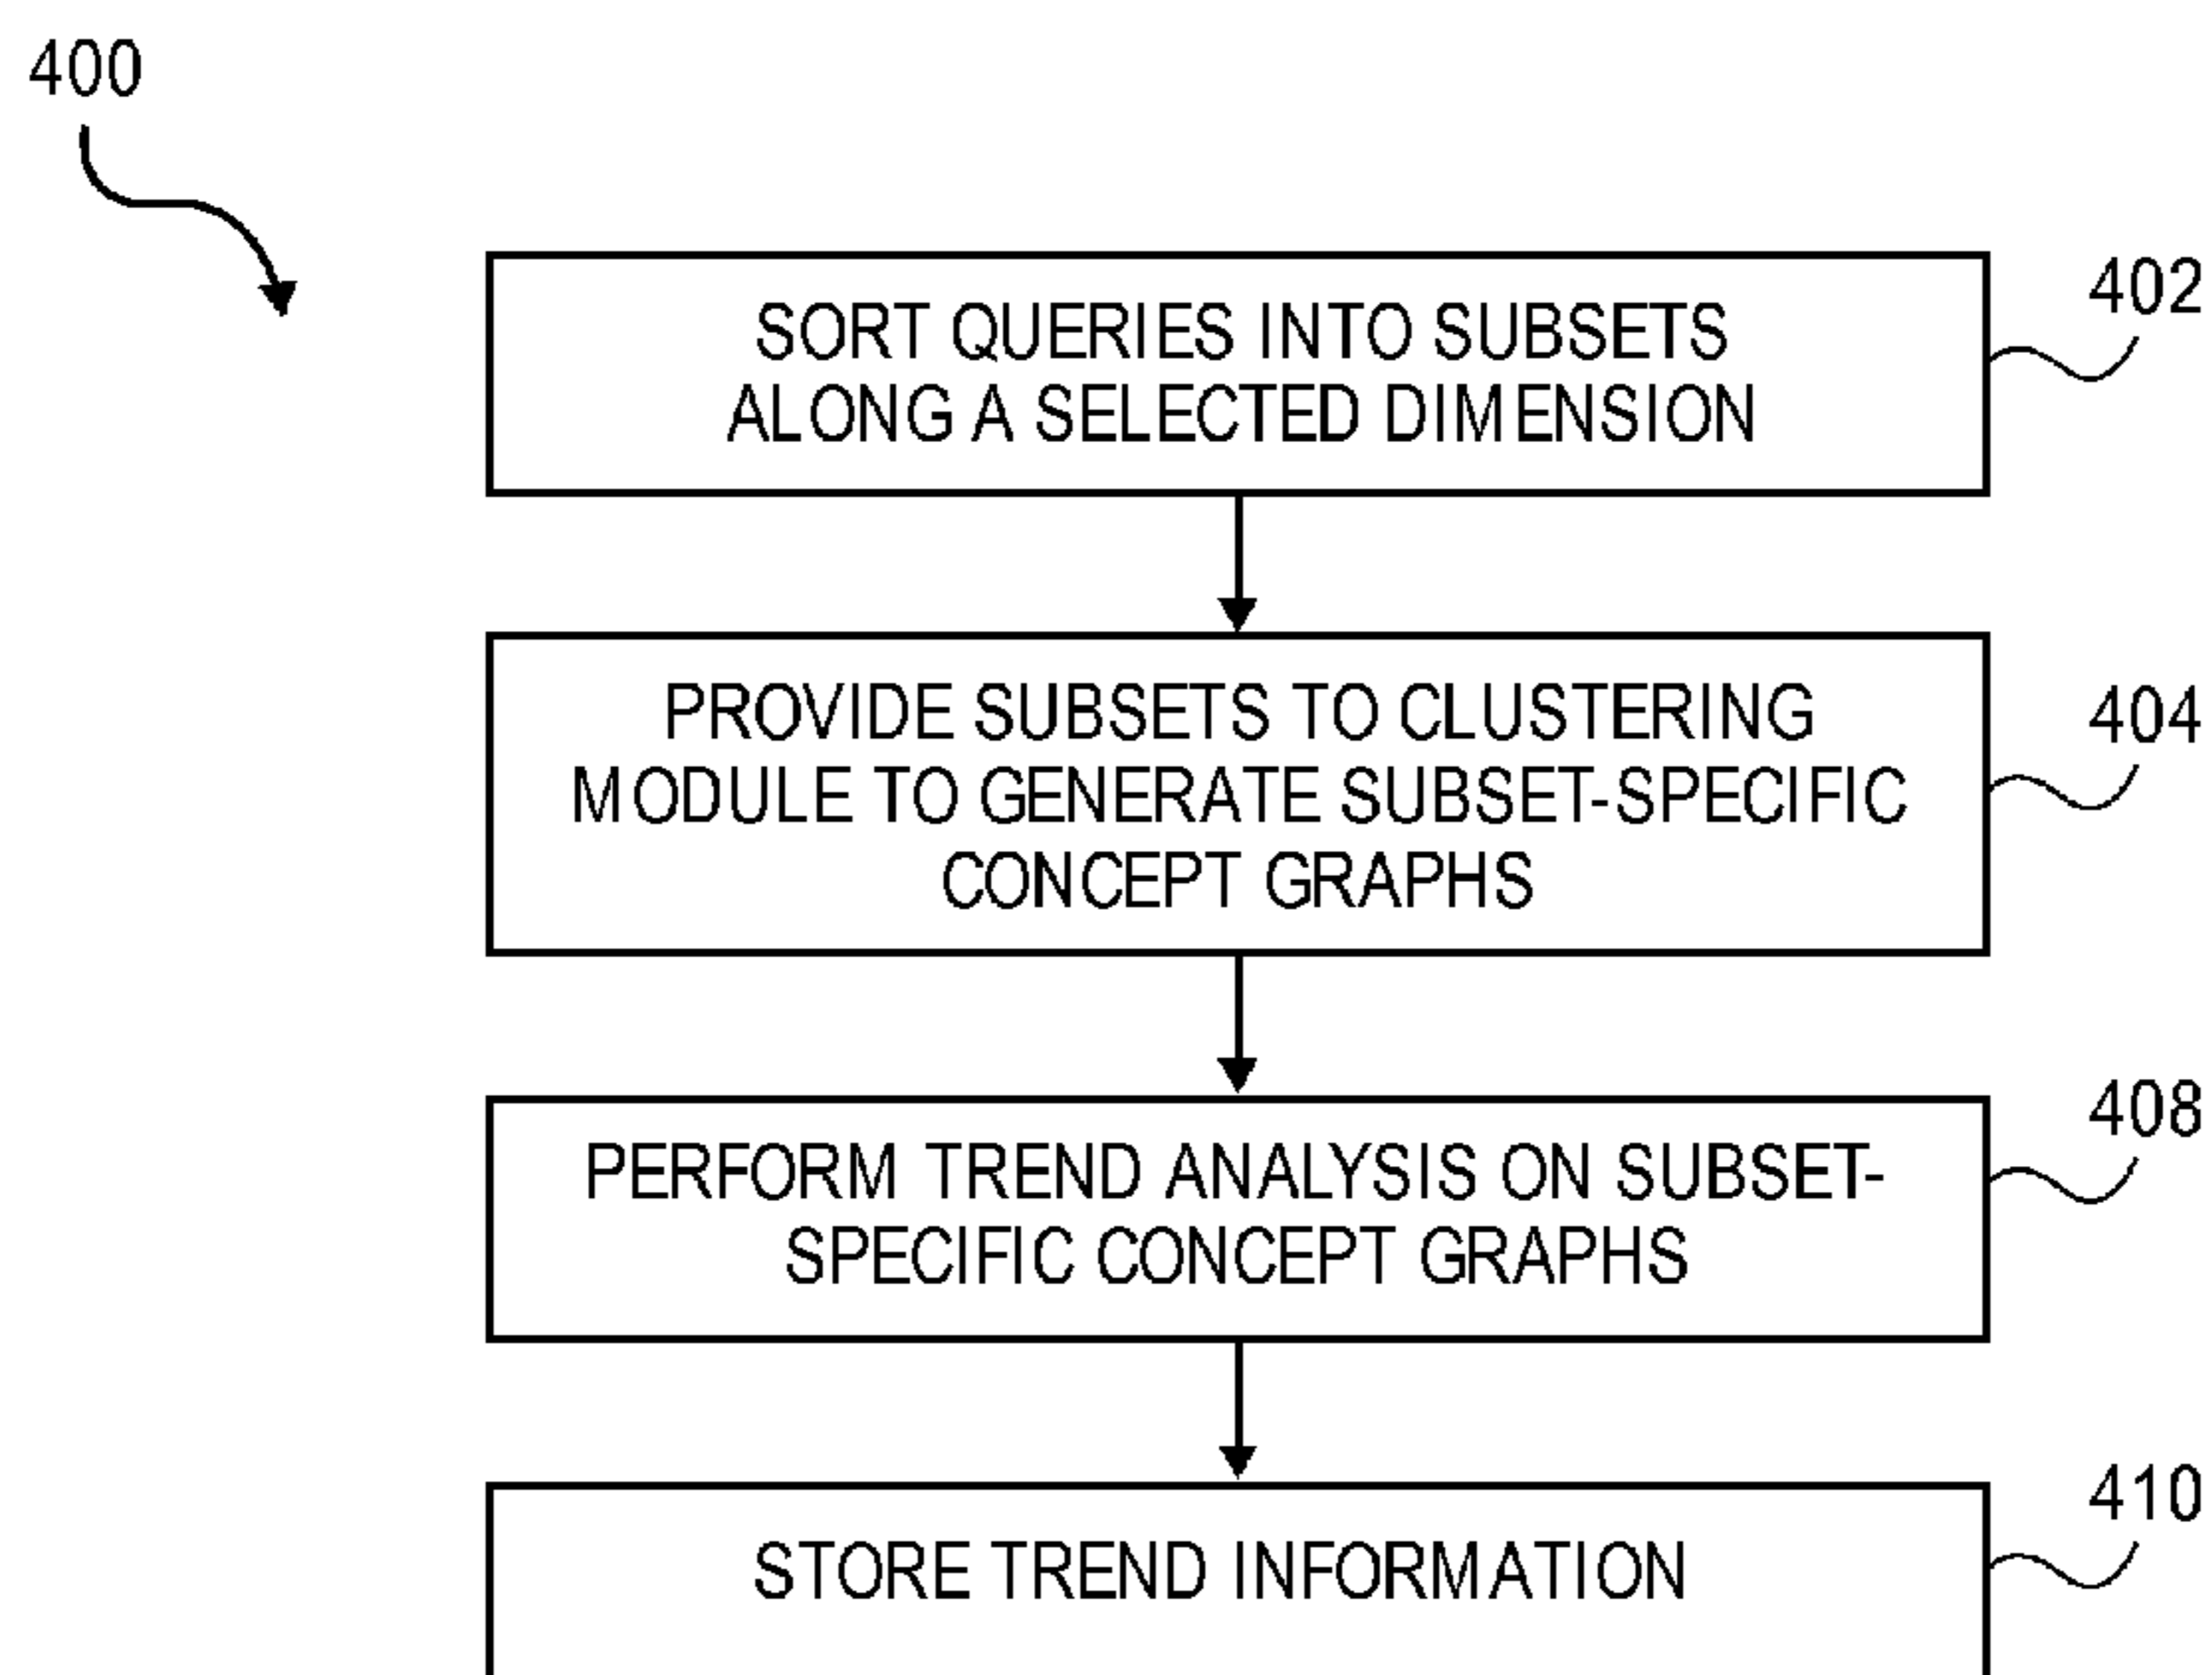 400
SORT QUERIES INTO SUBSETS
ALONG A SELECTED DIMENSION
402
PROVIDE SUBSETS TO CLUSTERING
MODULE TO GENERATE SUBSET-SPECIFIC
CONCEPT GRAPHS
404
PERFORM TREND ANALYSIS ON SUBSET-
SPECIFIC CONCEPT GRAPHS
408
STORE TREND INFORMATION
410